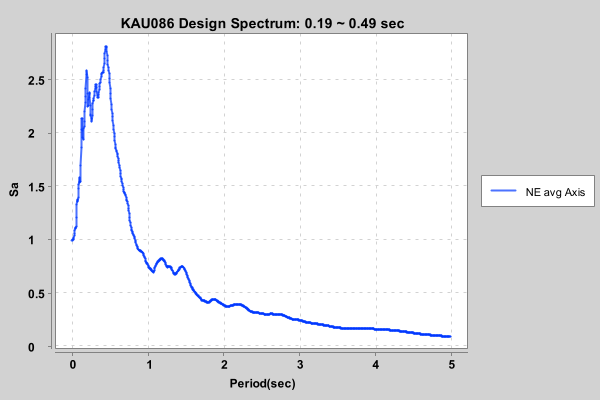 KAU086 Design Spectrum: 0.19 ~ 0.49 sec
2.5
2
1.5
1
0.5
0
Sa
0 1 2 3 4 5
Period(sec)
NE avg Axis